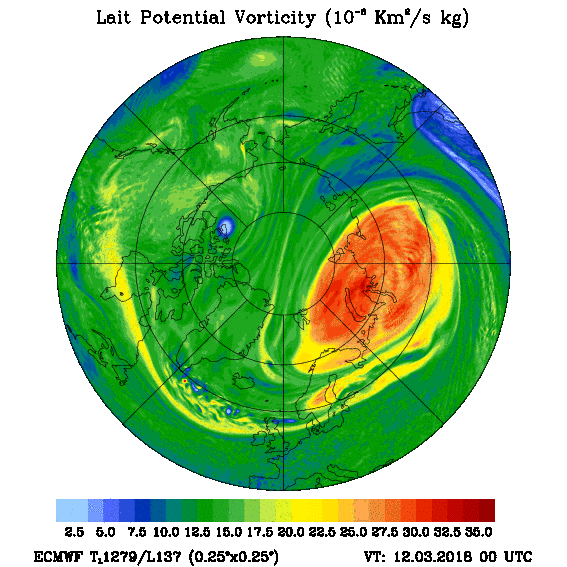 Lait Potential Vorticity (10⁻⁶ Km²/s kg)
2.5 5.0 7.5 10.0 12.5 15.0 17.5 20.0 22.5 25.0 27.5 30.0 32.5 35.0
ECMWF T_L1279/L137 (0.25°x0.25°) VT: 12.03.2018 00 UTC